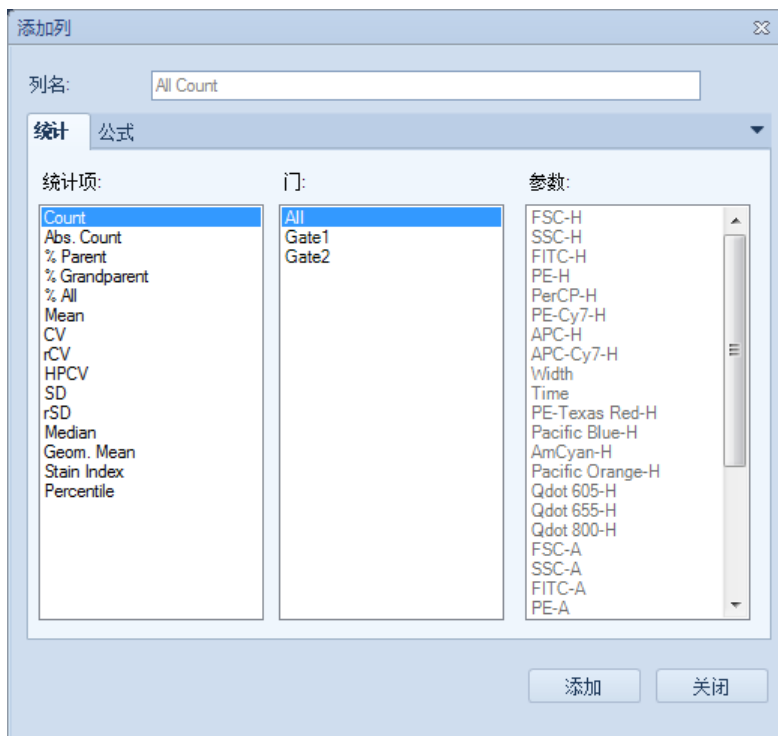 添加列
列名:
All Count
统计 公式
统计项:
Count
Abs. Count
% Parent
% Grandparent
% All
Mean
CV
rCV
HPCV
SD
rSD
Median
Geom. Mean
Stain Index
Percentile
门:
All
Gate1
Gate2
参数:
FSC-H
SSC-H
FITC-H
PE-H
PerCP-H
PE-Cy7-H
APC-H
APC-Cy7-H
Width
Time
PE-Texas Red-H
Pacific Blue-H
AmCyan-H
Pacific Orange-H
Qdot 605-H
Qdot 655-H
Qdot 800-H
FSC-A
SSC-A
FITC-A
PE-A
添加 关闭